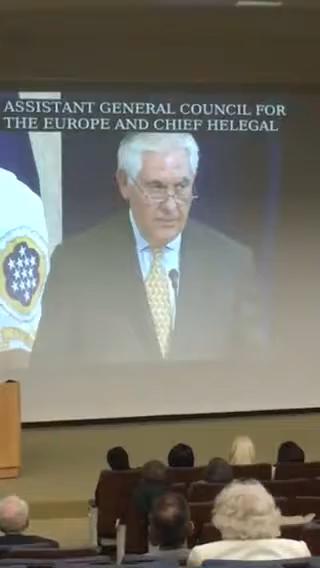 ASSISTANT GENERAL COUNCIL FOR
THE EUROPE AND CHIEF HELEGAL